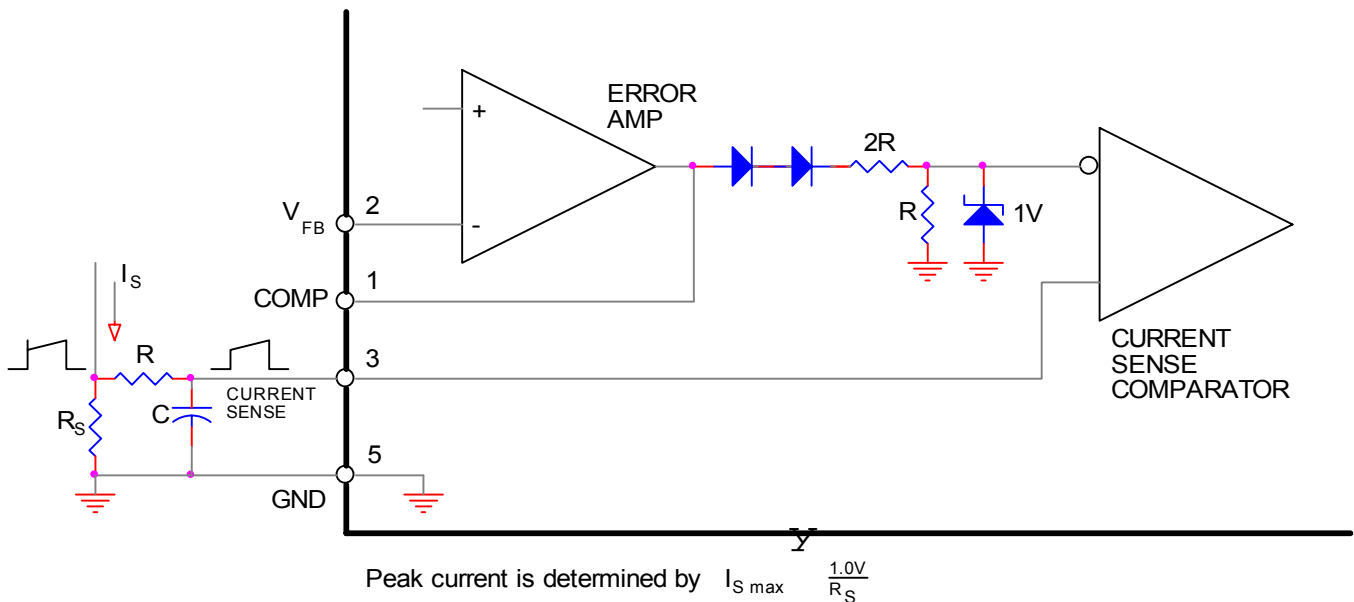 ERROR
AMP
+
-
2R
R
1V
V FB
2
COMP
1
I S
R
CURRENT
SENSE
3
R S
C
5
GND
CURRENT
SENSE
COMPARATOR
Peak current is determined by I S max 1.0V / R S